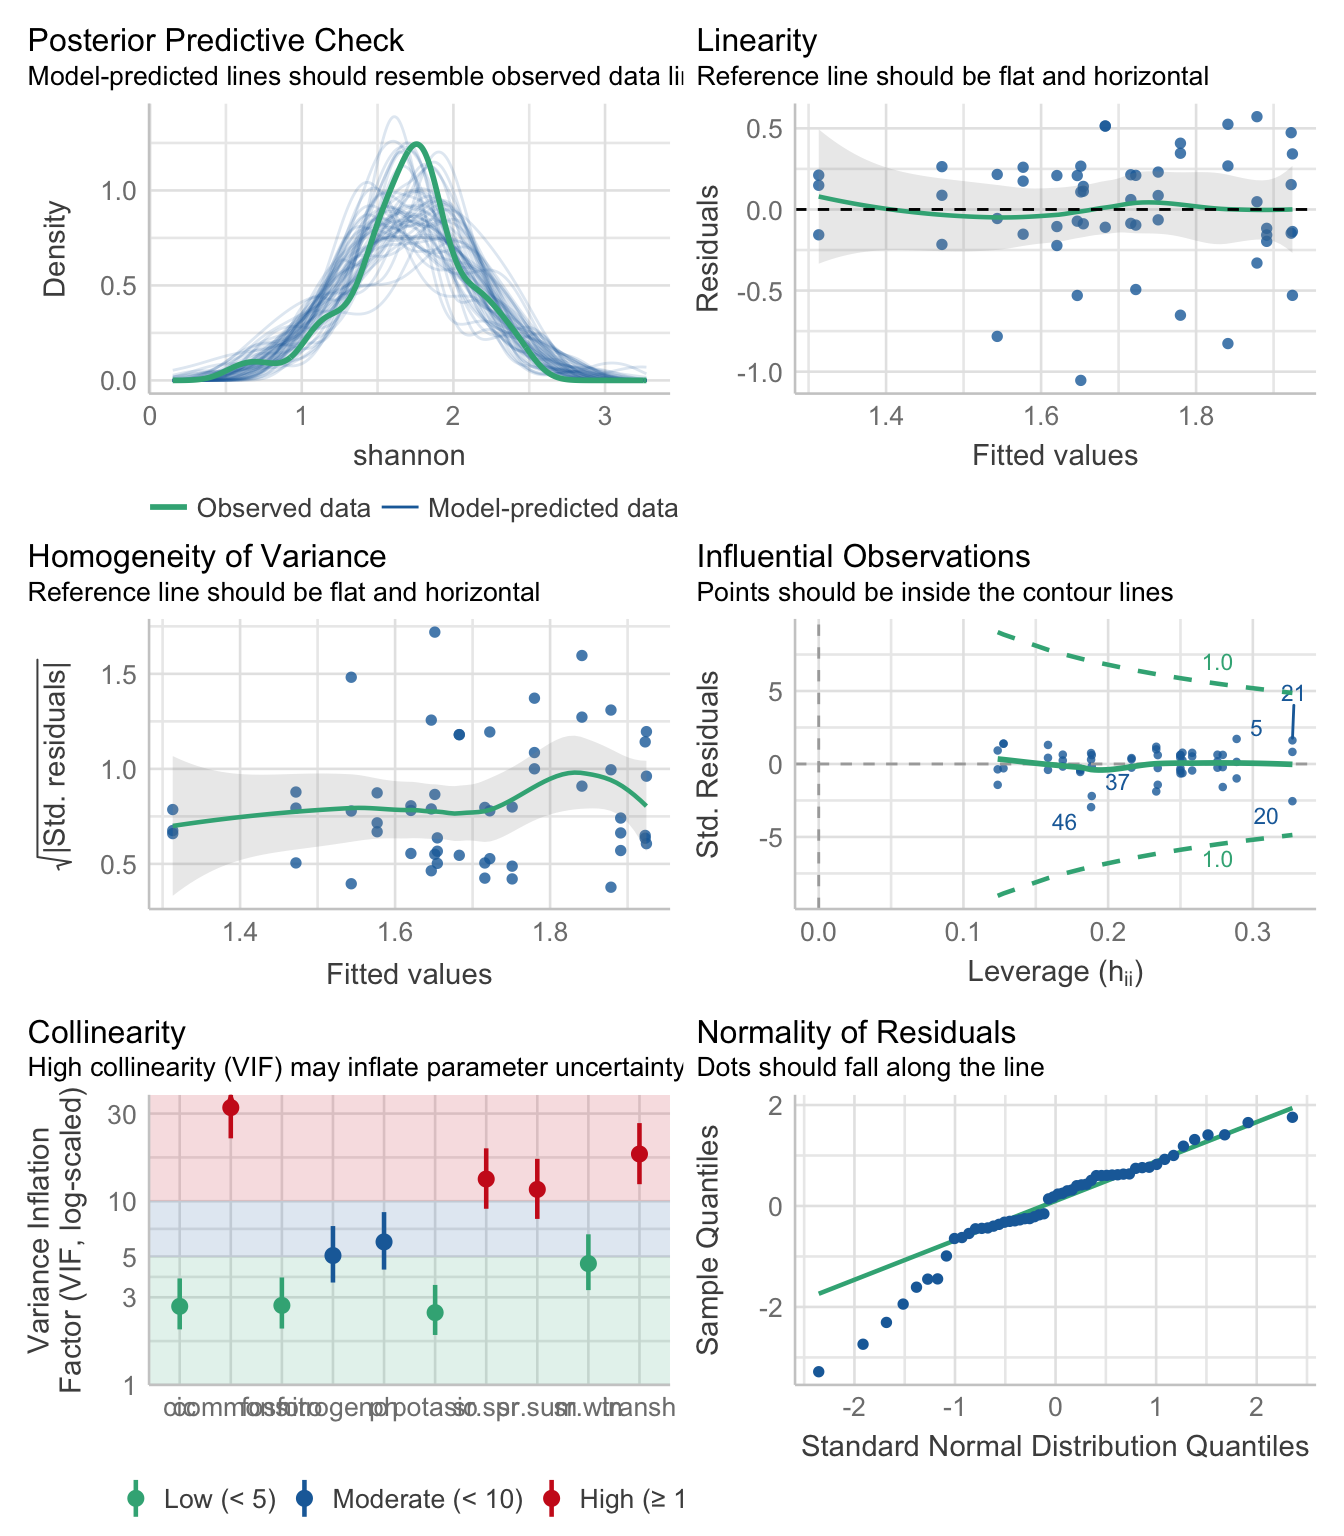 Posterior Predictive Check
Model-predicted lines should resemble observed data
Density
1.0
0.5
0.0
0 1 2 3
shannon
Observed data Model-predicted data
Linearity
Reference line should be flat and horizontal
Residuals
0.5
0.0
-0.5
-1.0
1.4 1.6 1.8
Fitted values
Homogeneity of Variance
Reference line should be flat and horizontal
√|Std. residuals|
1.5
1.0
0.5
1.4 1.6 1.8
Fitted values
Influential Observations
Points should be inside the contour lines
Std. Residuals
5
0
-5
1.0
21
5
37
46
20
1.0
0.0 0.1 0.2 0.3
Leverage (hii)
Collinearity
High collinearity (VIF) may inflate parameter uncertainty
Variance Inflation
Factor (VIF, log-scaled)
30
10
5
3
1
Low (< 5) Moderate (< 10) High (≥ 1
Normality of Residuals
Dots should fall along the line
Sample Quantiles
2
0
-2
-2 -1 0 1 2
Standard Normal Distribution Quantiles